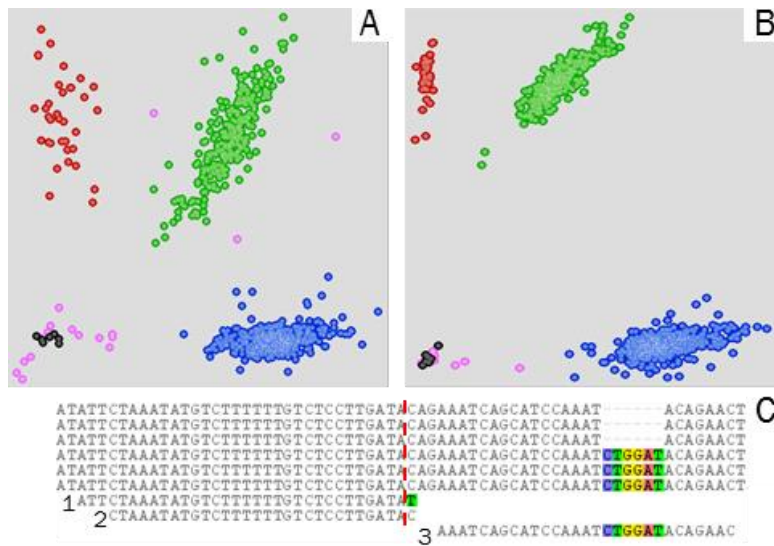 A
B
C
ATATTCTAAATATGTCTTTTTTGTCTCCTTGATACAGAAATCAGCATCCAAAT------ACAGAACT
ATATTCTAAATATGTCTTTTTTGTCTCCTTGATACAGAAATCAGCATCCAAAT------ACAGAACT
ATATTCTAAATATGTCTTTTTTGTCTCCTTGATACAGAAATCAGCATCCAAAT------ACAGAACT
ATATTCTAAATATGTCTTTTTTGTCTCCTTGATACAGAAATCAGCATCCAAATCTGGATACAGAACT
ATATTCTAAATATGTCTTTTTTGTCTCCTTGATACAGAAATCAGCATCCAAATCTGGATACAGAACT
ATATTCTAAATATGTCTTTTTTGTCTCCTTGATACAGAAATCAGCATCCAAATCTGGATACAGAACT
1 ATTCTAAATATGTCTTTTTTGTCTCCTTGATAT
2 CTAAATATGTCTTTTTTGTCTCCTTGATAC
3 AAATCAGCATCCAAATCTGGATACAGAAC